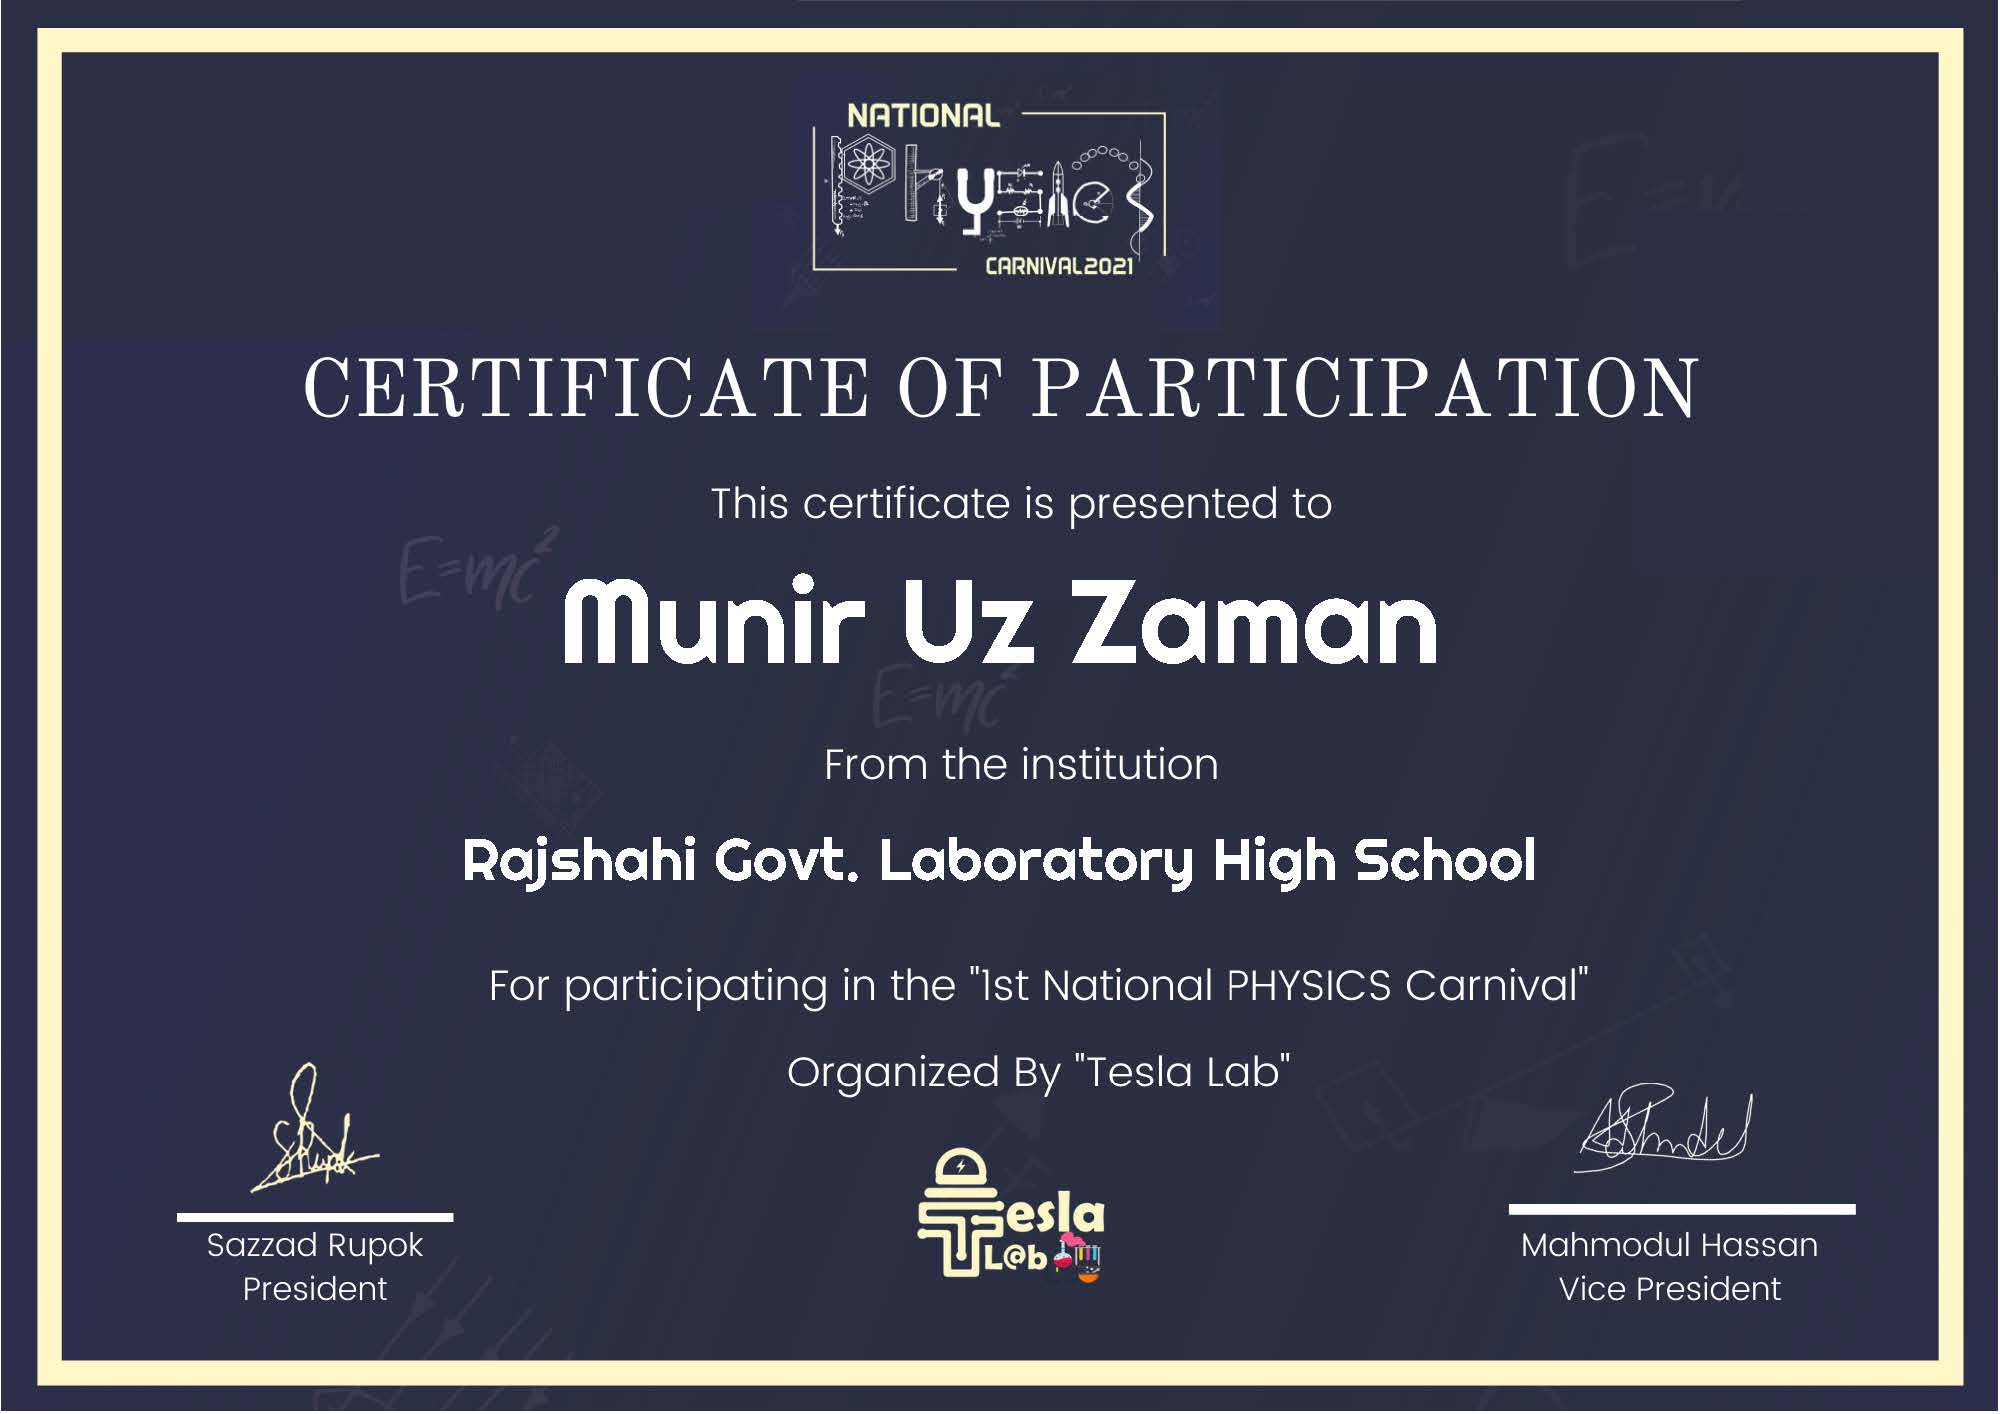 NATIONAL
Physics
CARNIVAL2021
CERTIFICATE OF PARTICIPATION
This certificate is presented to
E=mc²
Munir Uz Zaman
E=mc²
From the institution
Rajshahi Govt. Laboratory High School
For participating in the "1st National PHYSICS Carnival"
Organized By "Tesla Lab"
Tesla
L@b
Sazzad Rupok
President
Mahmodul Hassan
Vice President